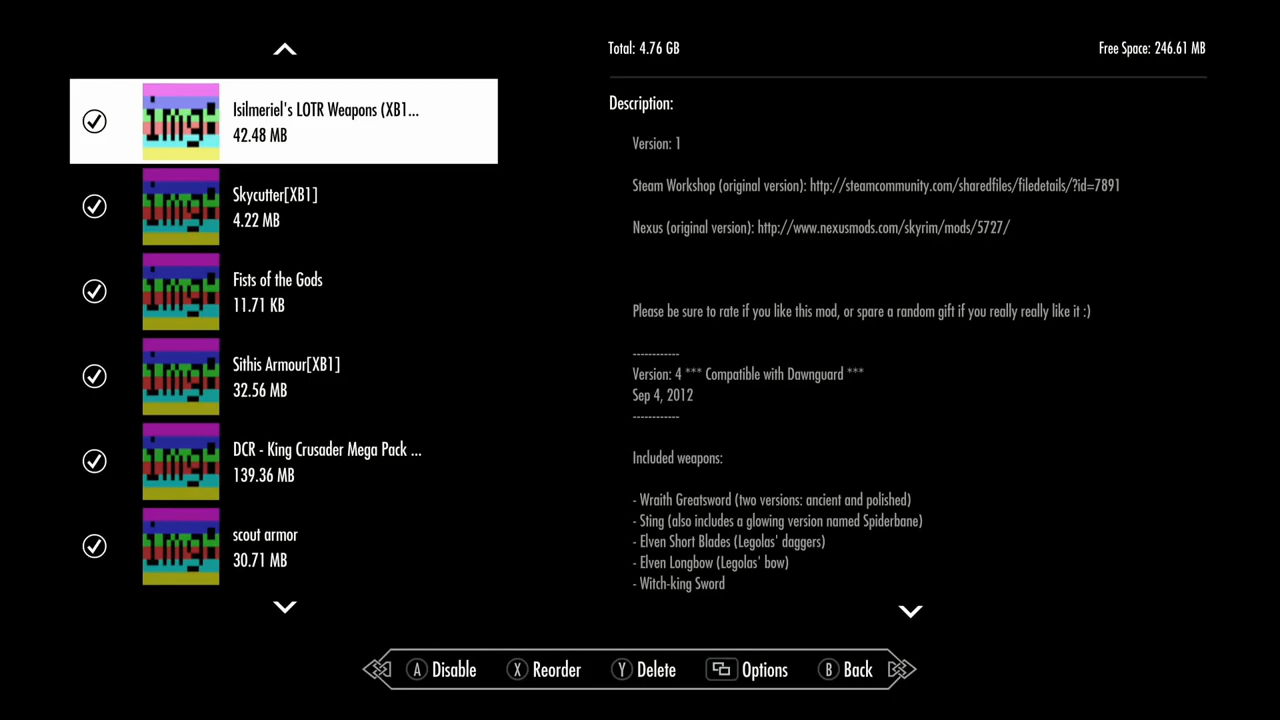 Total: 4.76 GB
Free Space: 246.61 MB
Isilmeriel's LOTR Weapons (XB1...
42.48 MB
Skycutter[XB1]
4.22 MB
Fists of the Gods
11.71 KB
Sithis Armour[XB1]
32.56 MB
DCR - King Crusader Mega Pack ...
139.36 MB
scout armor
30.71 MB
Description:
Version: 1
Steam Workshop (original version): http://steamcommunity.com/sharedfiles/filedetails/?id=7891
Nexus (original version): http://www.nexusmods.com/skyrim/mods/5727/
Please be sure to rate if you like this mod, or spare a random gift if you really really like it :)
------------
Version: 4 *** Compatible with Dawnguard ***
Sep 4, 2012
------------
Included weapons:
- Wraith Greatsword (two versions: ancient and polished)
- Sting (also includes a glowing version named Spiderbane)
- Elven Short Blades (Legolas' daggers)
- Elven Longbow (Legolas' bow)
- Witch-king Sword
A Disable X Reorder Y Delete Options B Back